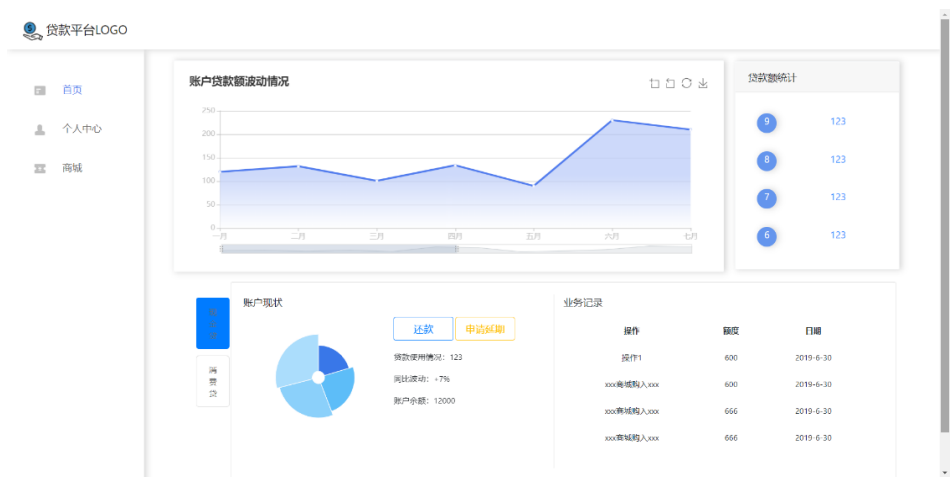 贷款平台LOGO
首页
个人中心
商城
账户贷款额波动情况
250
200
150
100
50
0
一月 二月 三月 四月 五月 六月 七月
贷款额统计
9 123
8 123
7 123
6 123
消
费
贷
账户现状
还款 申请延期
贷款使用情况：123
同比波动：+7%
账户余额：12000
业务记录
操作 额度 日期
操作1 600 2019-6-30
xxx商城购入xxx 600 2019-6-30
xxx商城购入xxx 666 2019-6-30
xxx商城购入xxx 666 2019-6-30